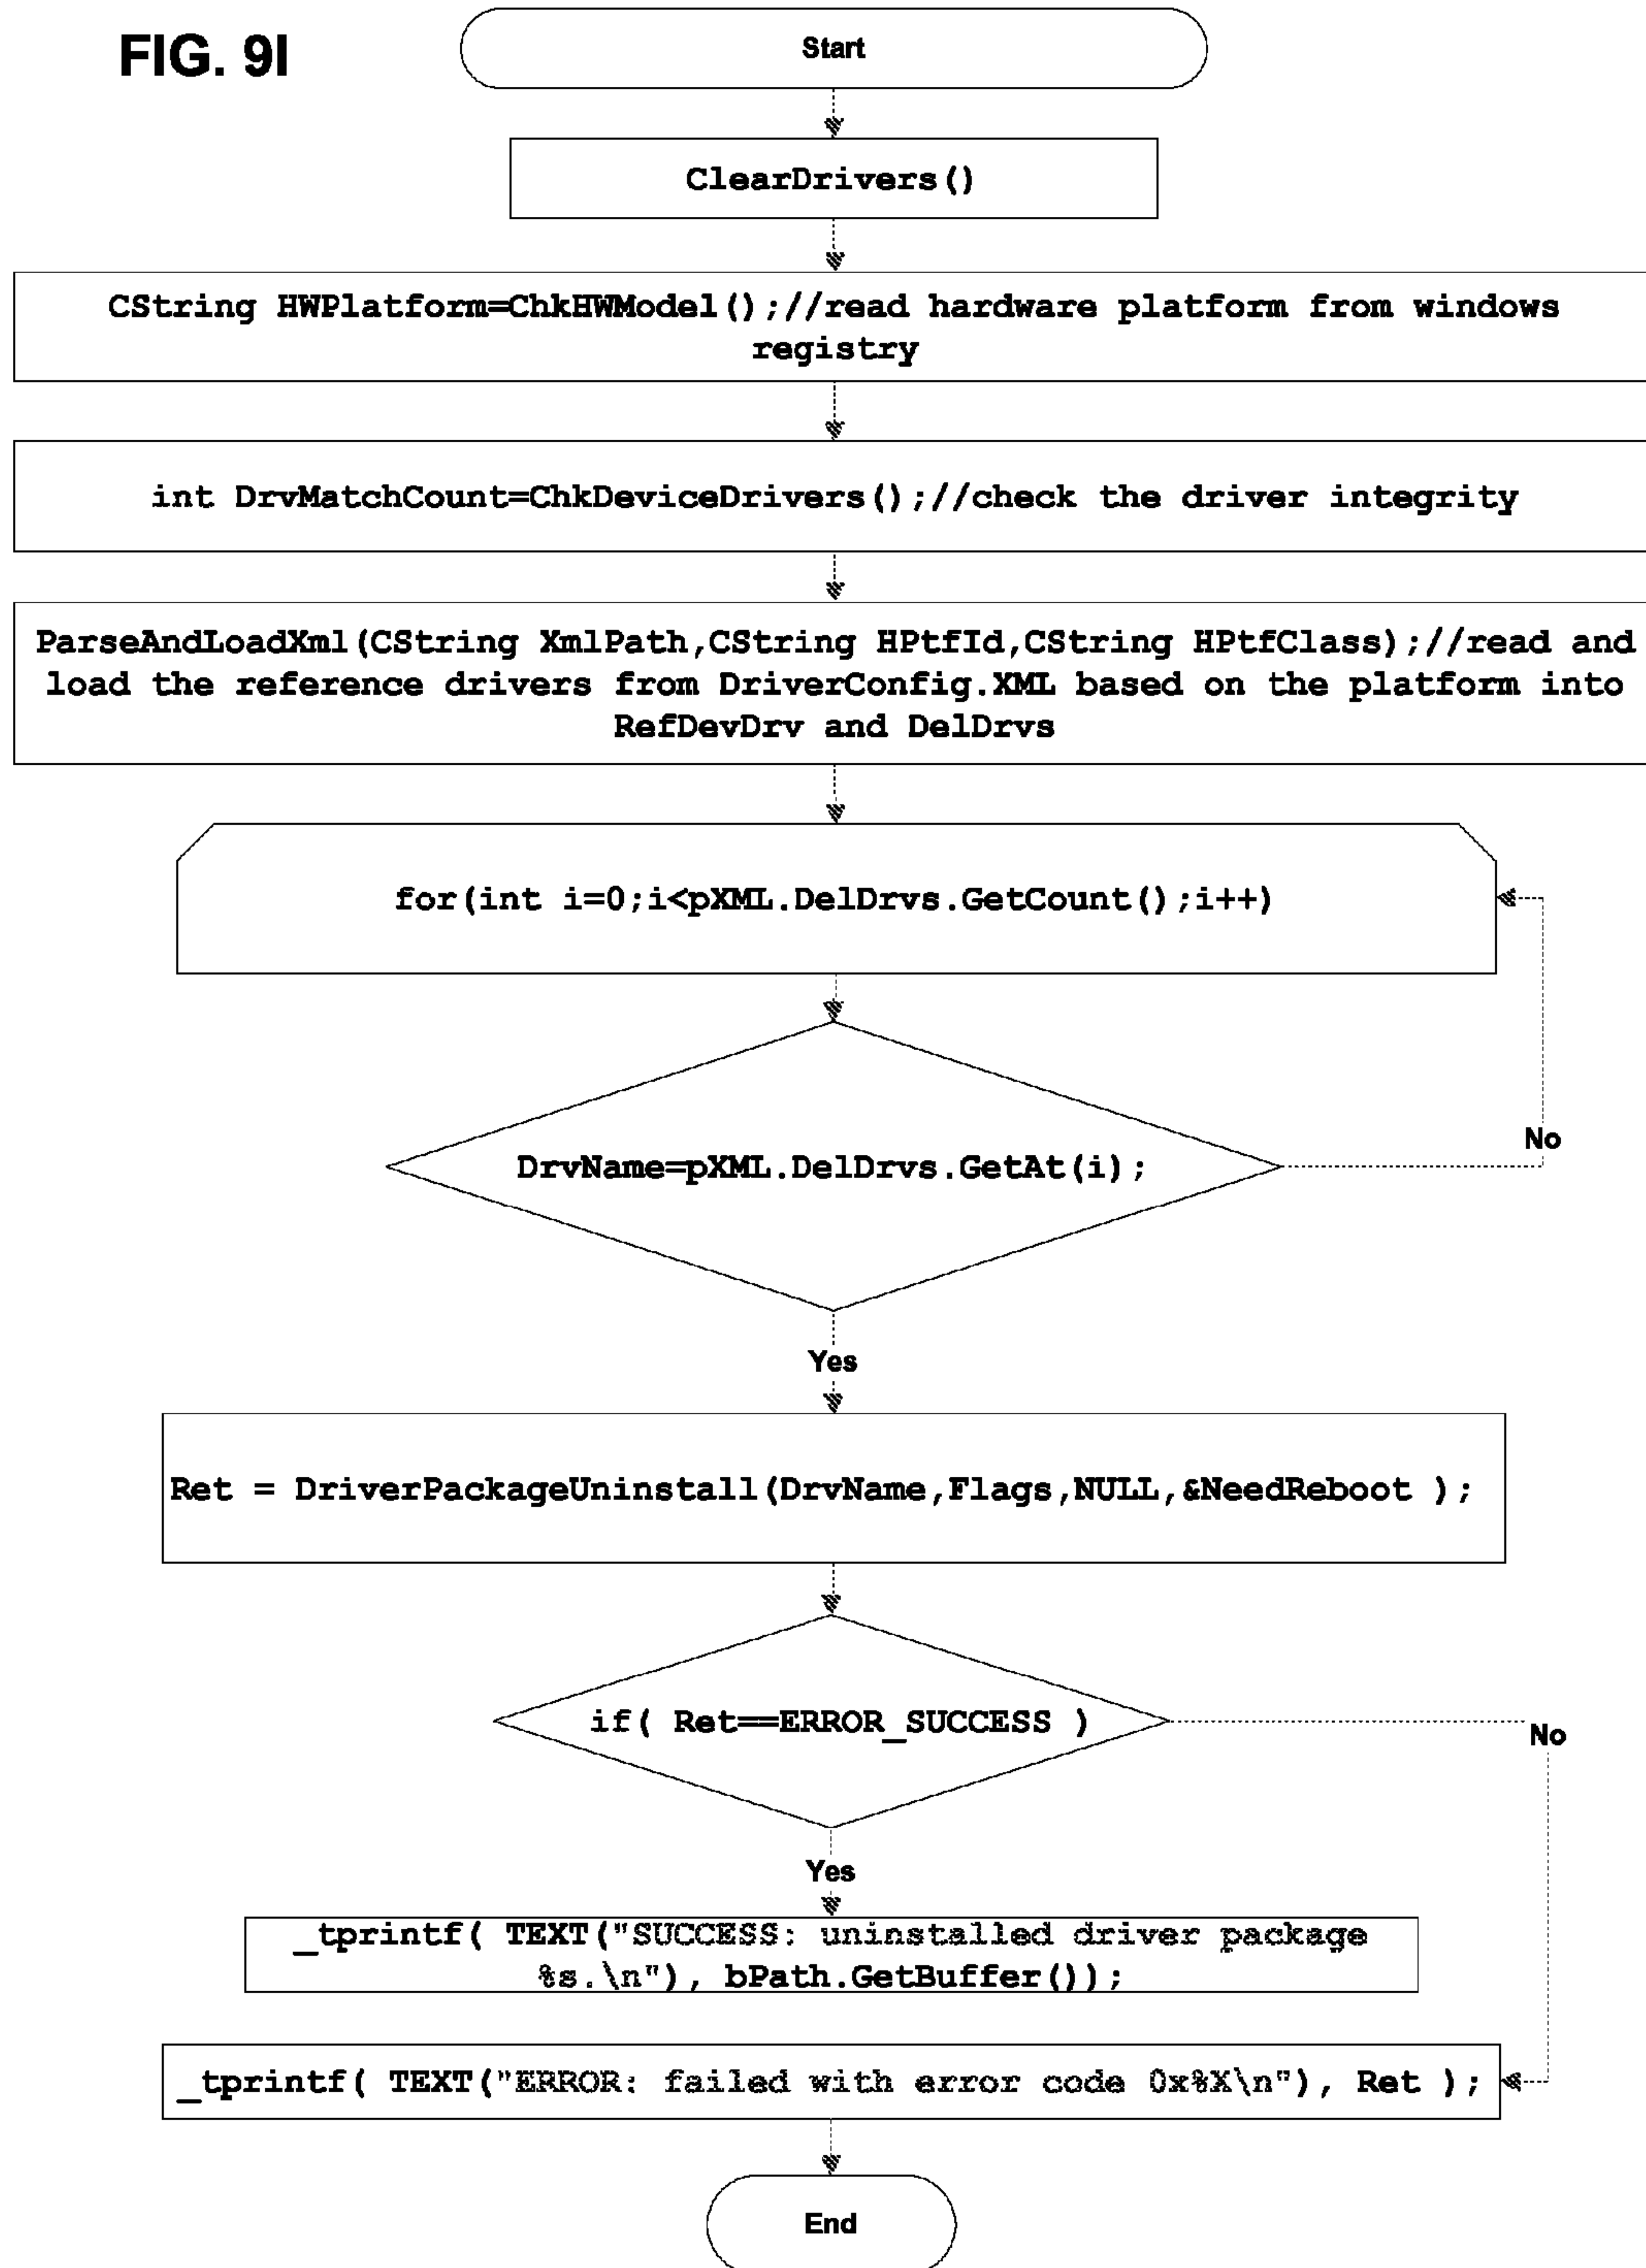 FIG. 9I
Start
ClearDrivers()
CString HWPlatform=ChkHWModel();//read hardware platform from windows
registry
int DrvMatchCount=ChkDeviceDrivers();//check the driver integrity
ParseAndLoadXml(CString XmlPath,CString HPtfId,CString HPtfClass);//read and
load the reference drivers from DriverConfig.XML based on the platform into
RefDevDrv and DelDrvs
for(int i=0;i<pXML.DelDrvs.GetCount();i++)
No
DrvName=pXML.DelDrvs.GetAt(i);
Yes
Ret = DriverPackageUninstall(DrvName,Flags,NULL,&NeedReboot );
if( Ret==ERROR_SUCCESS )
No
Yes
_tprintf( TEXT("SUCCESS: uninstalled driver package
%s.\n"), bPath.GetBuffer());
_tprintf( TEXT("ERROR: failed with error code 0x%X\n"), Ret );
End